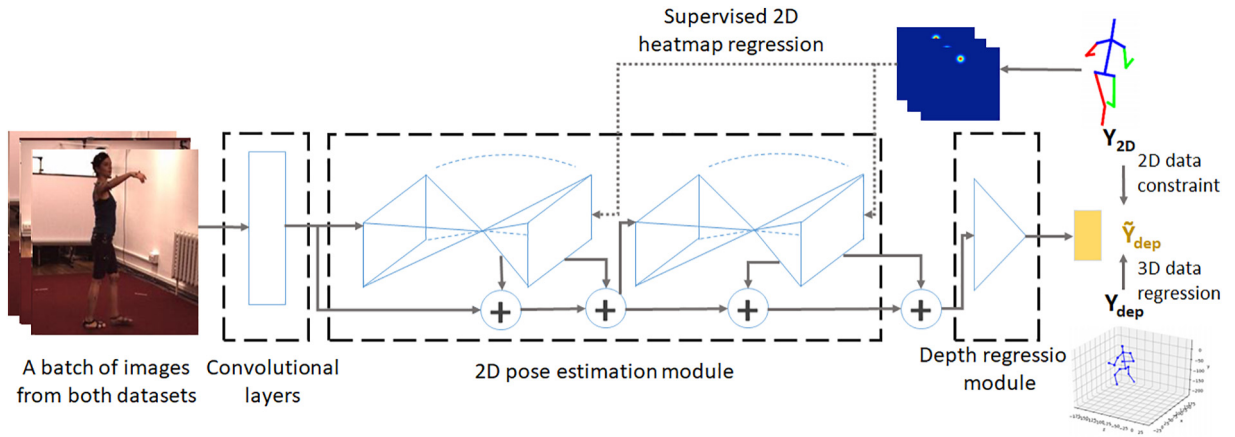 Supervised 2D
heatmap regression
Y2D
2D data
constraint
Ỹdep
3D data
regression
Ydep
+
+
+
+
A batch of images
from both datasets
Convolutional
layers
2D pose estimation module
Depth regressio
module